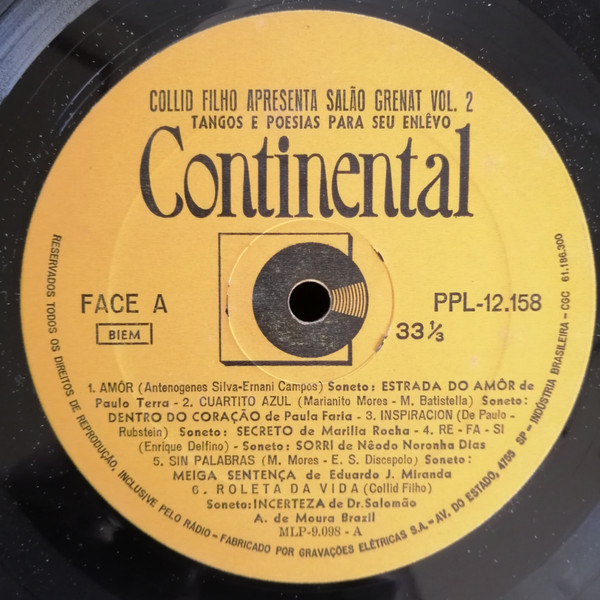 COLLID FILHO APRESENTA SALÃO GRENAT VOL. 2
TANGOS E POESIAS PARA SEU ENLÊVO
Continental
FACE A
BIEM
PPL-12.158
33 1/3
1. AMÔR (Antenogenes Silva-Ernani Campos) Soneto: ESTRADA DO AMÔR de
Paulo Terra - 2. CUARTITO AZUL (Marianito Mores - M. Batistella) Soneto:
DENTRO DO CORAÇÃO de Paula Faria - 3. INSPIRACION (De Paulo -
Rubstein) Soneto: SECRETO de Marilia Rocha - 4. RE - FA - SI
(Enrique Delfino) - Soneto: SORRI de Nêodo Noronha Dias
5. SIN PALABRAS (M. Mores - E. S. Discepolo) Soneto:
MEIGA SENTENÇA de Eduardo J. Miranda
6. ROLETA DA VIDA (Collid Filho)
Soneto: INCERTEZA de Dr. Salomão
A. de Moura Brazil
MLP-9.098 - A
RESERVADOS TODOS OS DIREITOS DE REPRODUÇÃO, INCLUSIVE PELO RÁDIO - FABRICADO POR GRAVAÇÕES ELÉTRICAS S.A. - AV. DO ESTADO, 4755 SP - INDÚSTRIA BRASILEIRA - CGC 61.186.300